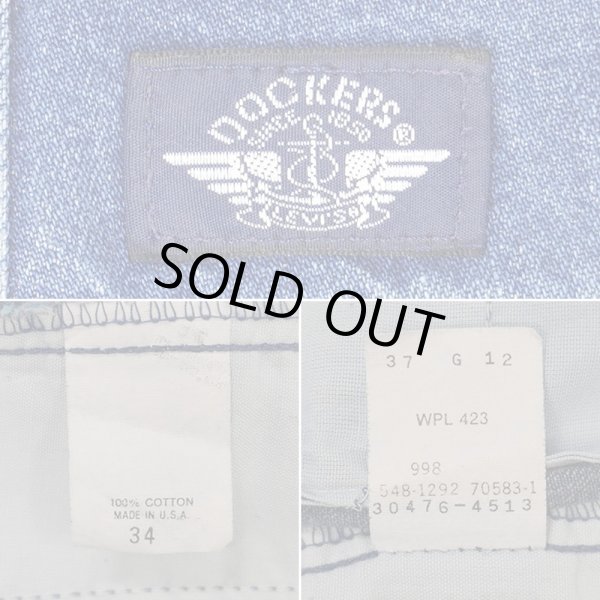 DOCKERS
SINCE 1850
®
LEVI'S
SOLD OUT
100% COTTON
MADE IN U.S.A.
34
37 G 12
WPL 423
998
548-1292 70583-1
30476-4513